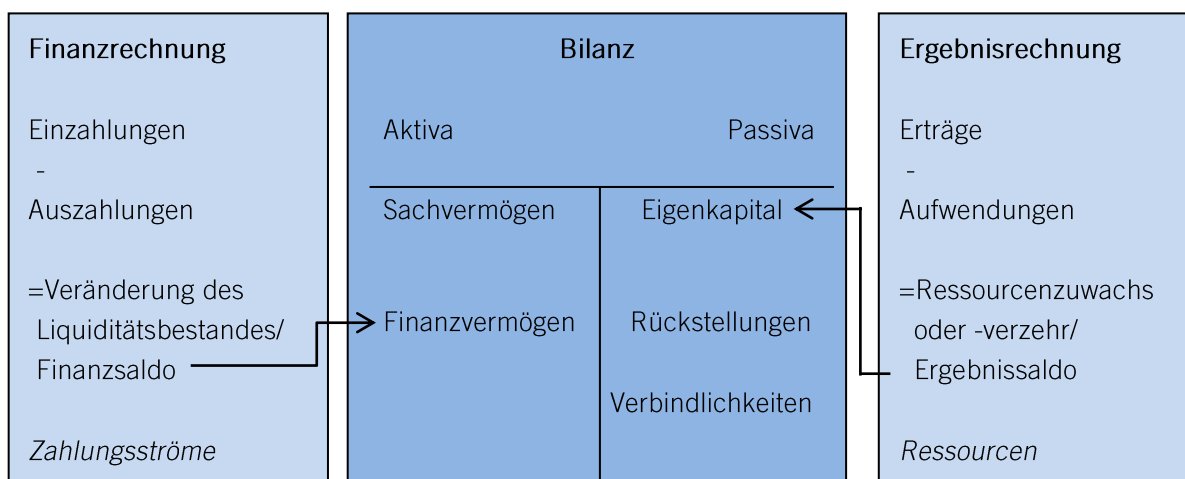 Finanzrechnung
Einzahlungen
-
Auszahlungen
=Veränderung des
Liquiditätsbestandes/
Finanzsaldo
Zahlungsströme
Bilanz
Aktiva Passiva
Sachvermögen Eigenkapital
Finanzvermögen Rückstellungen
Verbindlichkeiten
Ergebnisrechnung
Erträge
-
Aufwendungen
=Ressourcenzuwachs
oder -verzehr/
Ergebnissaldo
Ressourcen